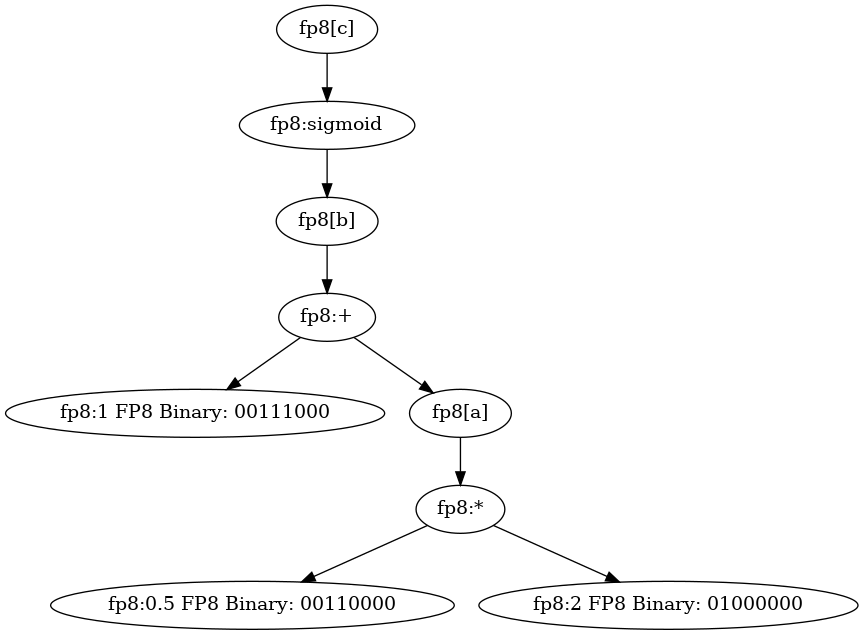 fp8[c]
fp8:sigmoid
fp8[b]
fp8:+
fp8:1 FP8 Binary: 00111000
fp8[a]
fp8:*
fp8:0.5 FP8 Binary: 00110000
fp8:2 FP8 Binary: 01000000